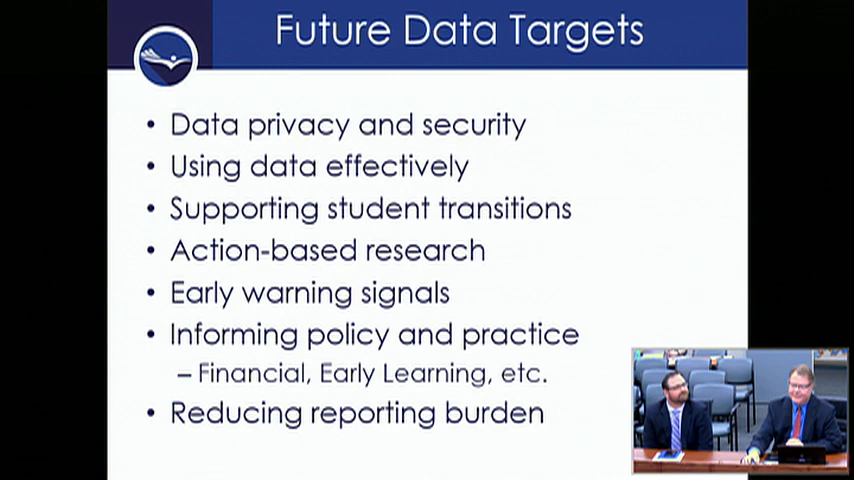 Future Data Targets
• Data privacy and security
• Using data effectively
• Supporting student transitions
• Action-based research
• Early warning signals
• Informing policy and practice
– Financial, Early Learning, etc.
• Reducing reporting burden